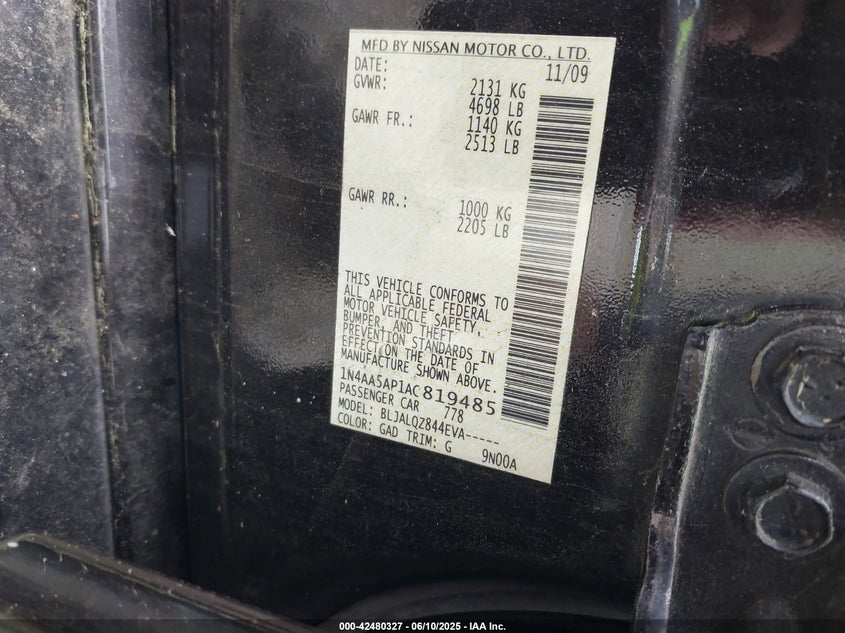 MFD BY NISSAN MOTOR CO., LTD.
DATE: 11/09
GVWR: 2131 KG
4698 LB
GAWR FR.: 1140 KG
2513 LB
GAWR RR.: 1000 KG
2205 LB
THIS VEHICLE CONFORMS TO
ALL APPLICABLE FEDERAL
MOTOR VEHICLE SAFETY,
BUMPER, AND THEFT
PREVENTION STANDARDS IN
EFFECT ON THE DATE OF
MANUFACTURE SHOWN ABOVE.
1N4AA5AP1AC819485
PASSENGER CAR 778
MODEL: BLJALQZ844EVA-----
COLOR: GAD TRIM: G 9N00A
000-42480327 - 06/10/2025 - IAA Inc.